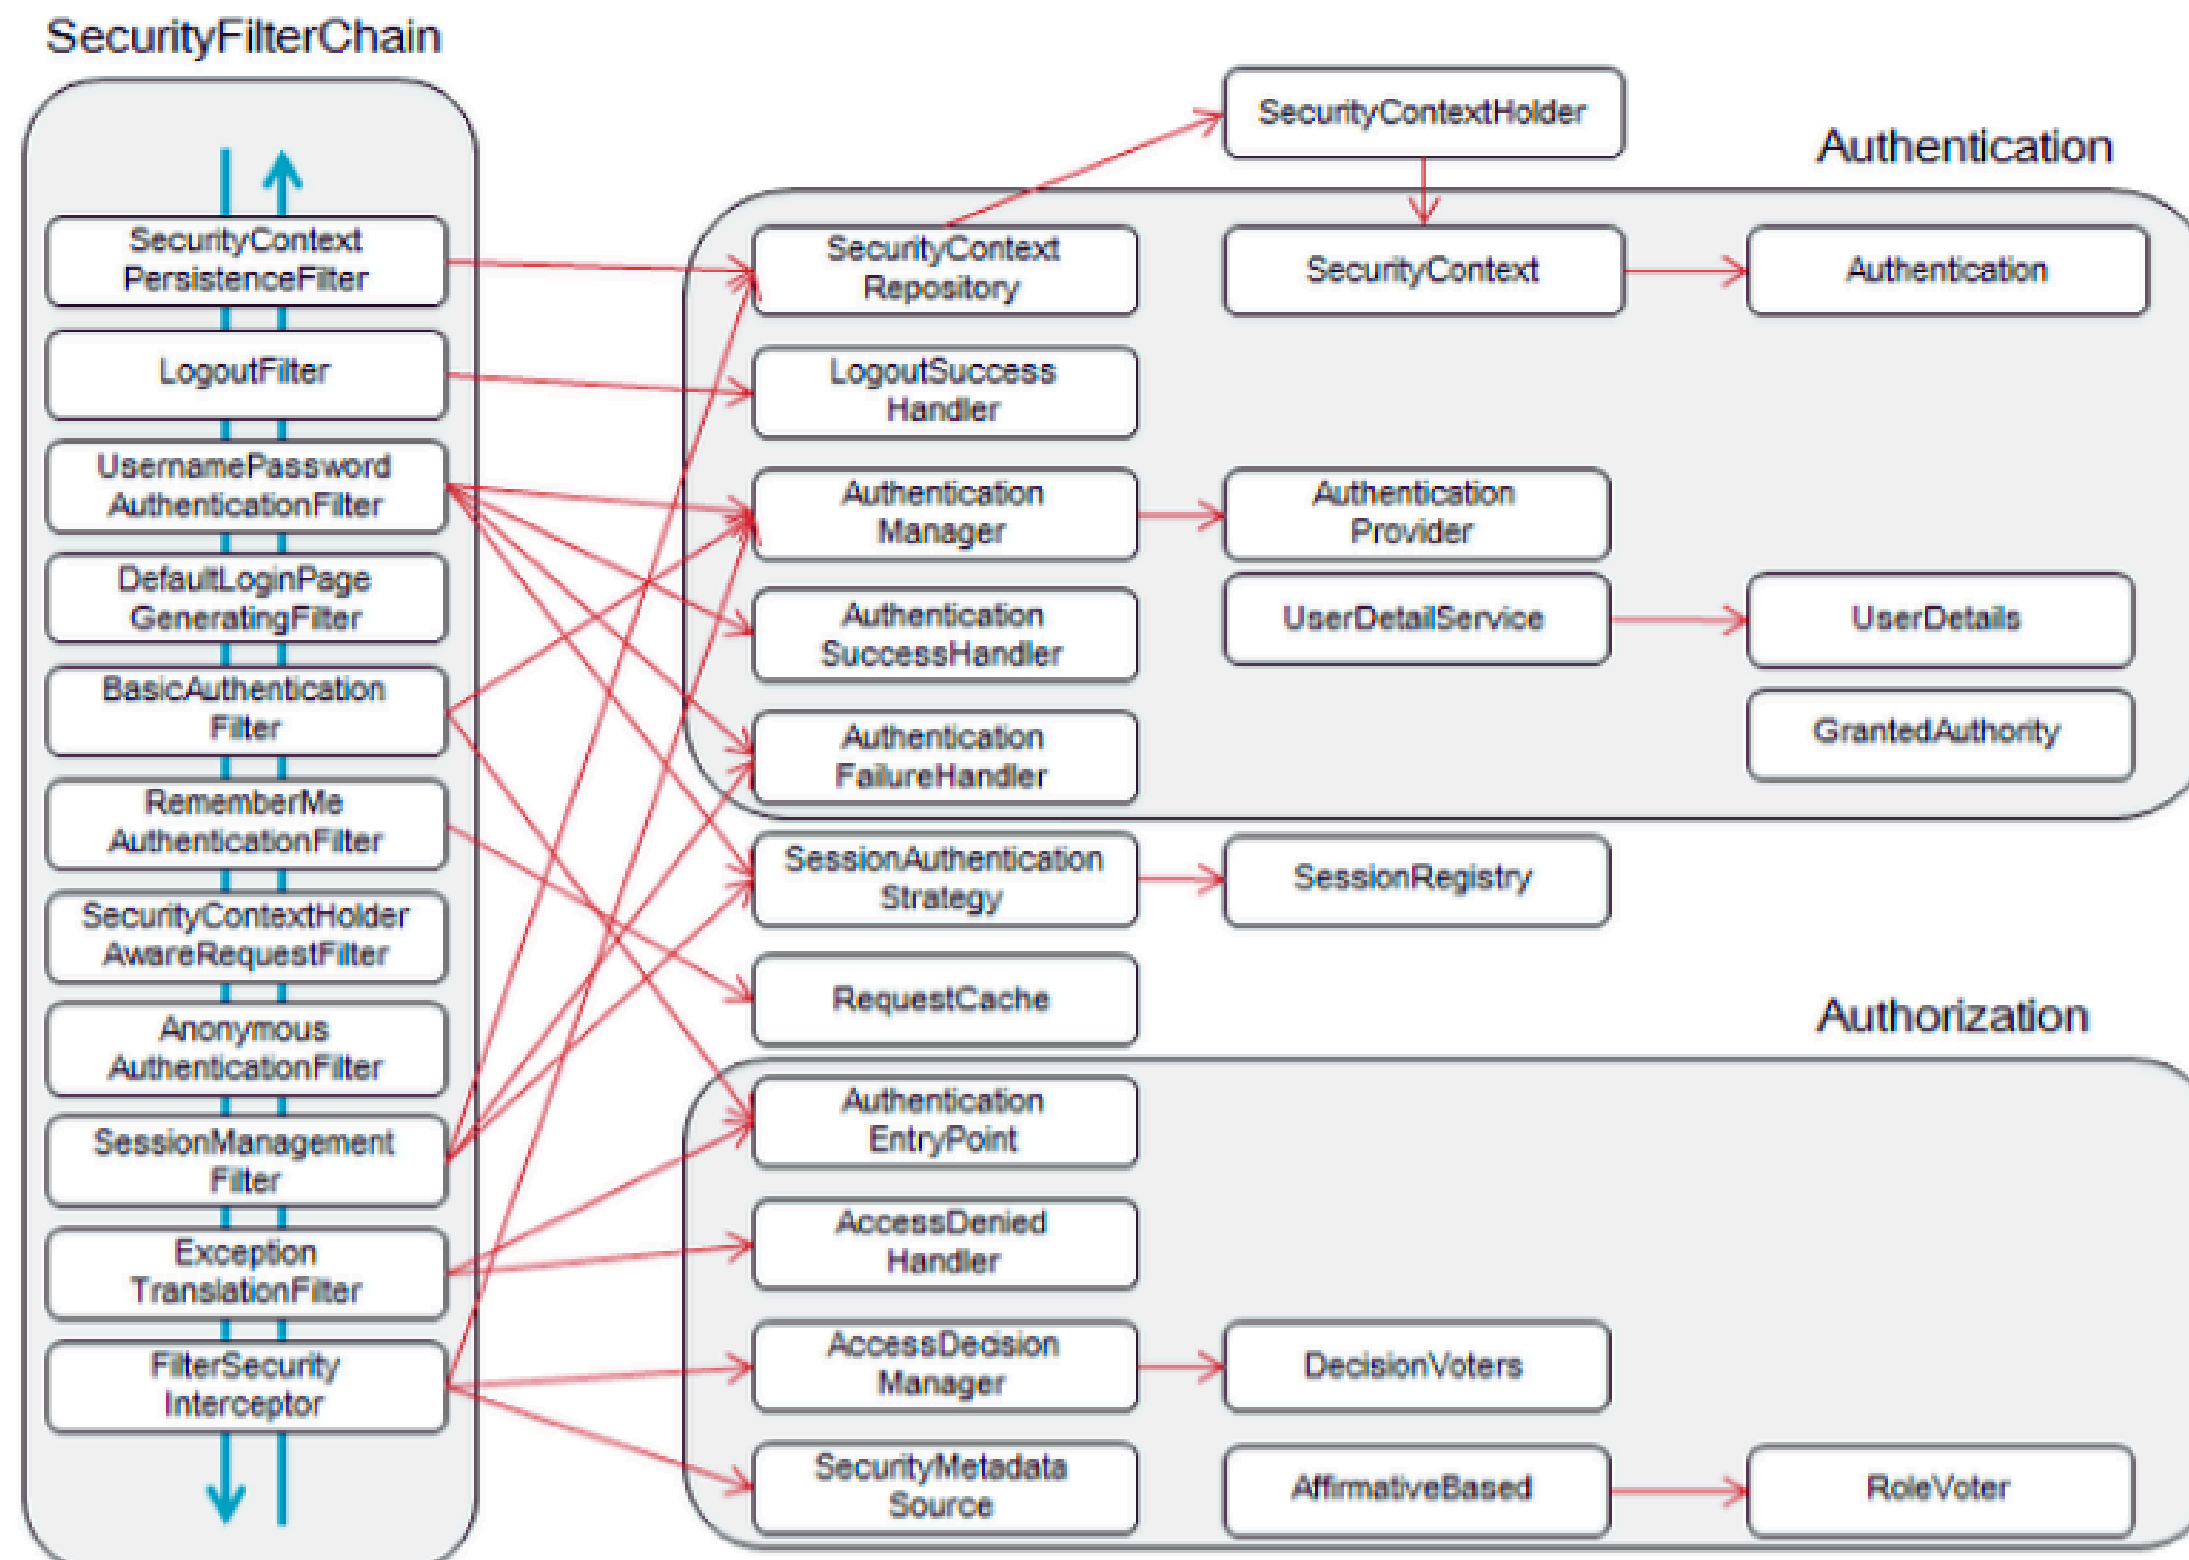 SecurityFilterChain
SecurityContext
PersistenceFilter
LogoutFilter
UsernamePassword
AuthenticationFilter
DefaultLoginPage
GeneratingFilter
BasicAuthentication
Filter
RememberMe
AuthenticationFilter
SecurityContextHolder
AwareRequestFilter
Anonymous
AuthenticationFilter
SessionManagement
Filter
Exception
TranslationFilter
FilterSecurity
Interceptor
SecurityContextHolder
Authentication
SecurityContext
Repository
SecurityContext
Authentication
LogoutSuccess
Handler
Authentication
Manager
Authentication
Provider
Authentication
SuccessHandler
UserDetailService
UserDetails
Authentication
FailureHandler
GrantedAuthority
SessionAuthentication
Strategy
SessionRegistry
RequestCache
Authorization
Authentication
EntryPoint
AccessDenied
Handler
AccessDecision
Manager
DecisionVoters
SecurityMetadata
Source
AffirmativeBased
RoleVoter